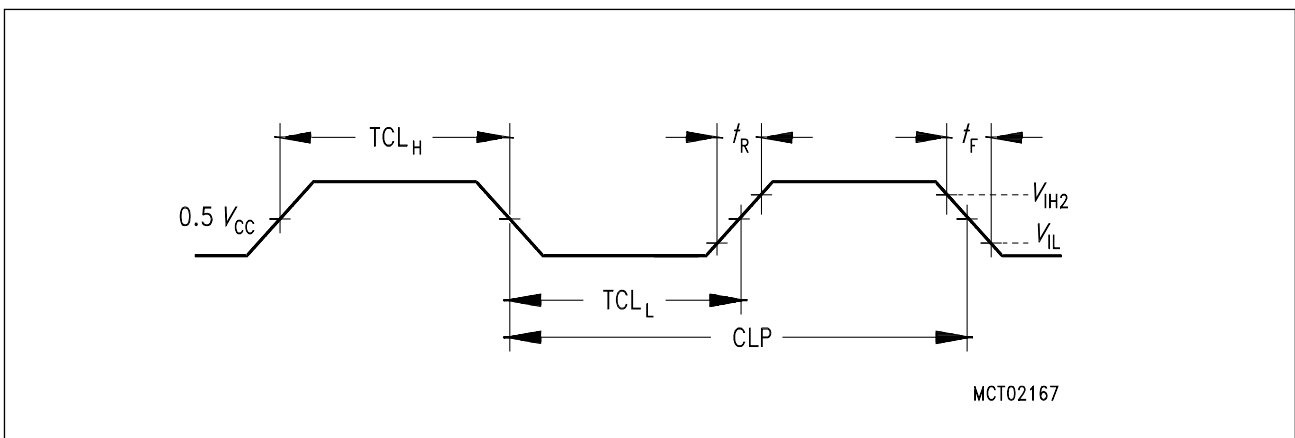 TCLH
tR
tF
0.5 VCC
VIH2
VIL
TCLL
CLP
MCT02167